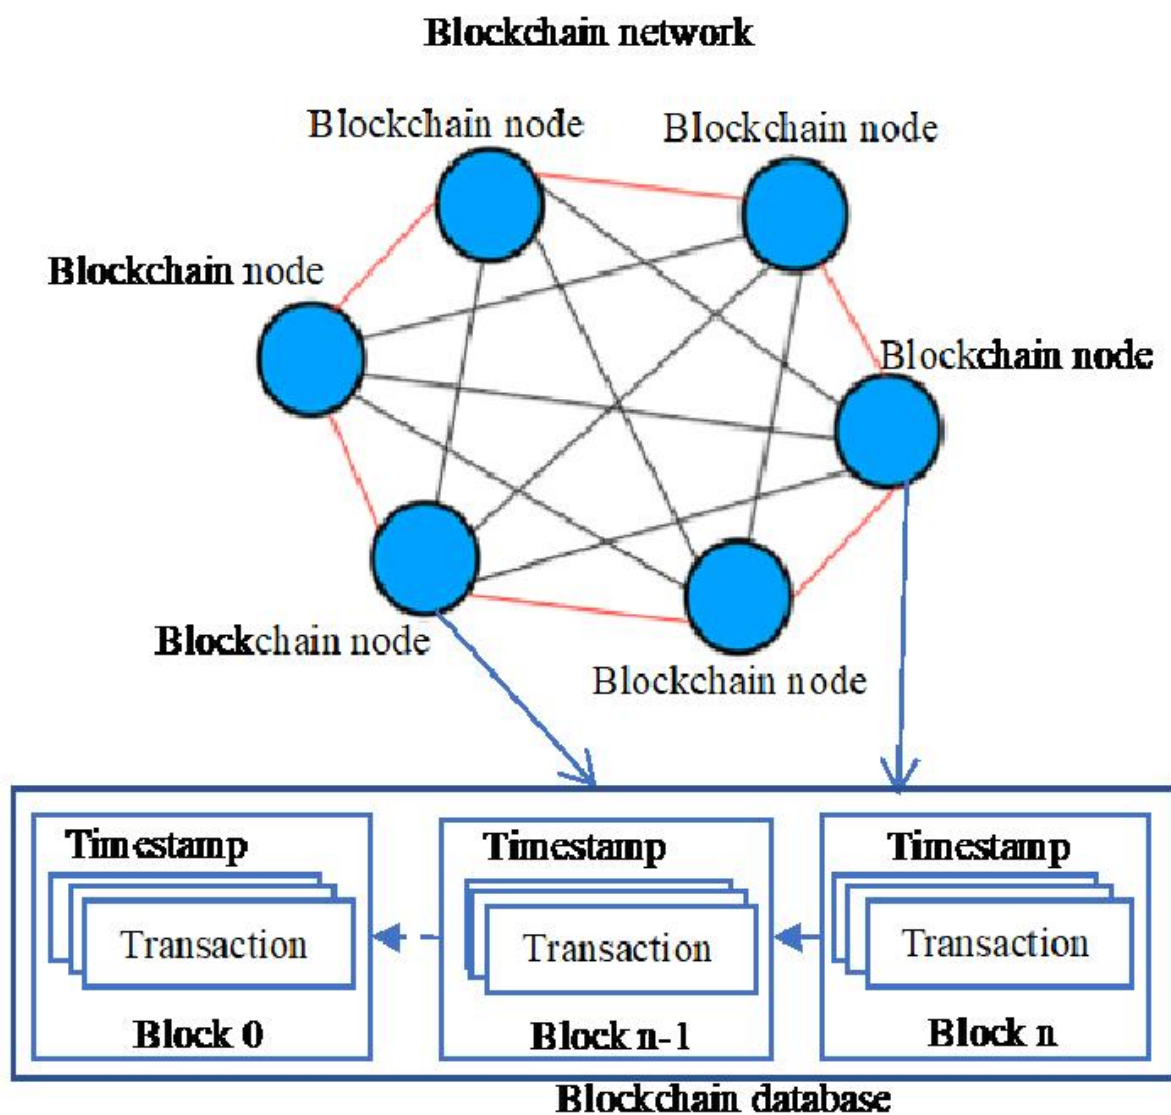 Blockchain network
Blockchain node
Blockchain node
Blockchain node
Blockchain node
Blockchain node
Blockchain node
Timestamp
Transaction
Block 0
Timestamp
Transaction
Block n-1
Timestamp
Transaction
Block n
Blockchain database